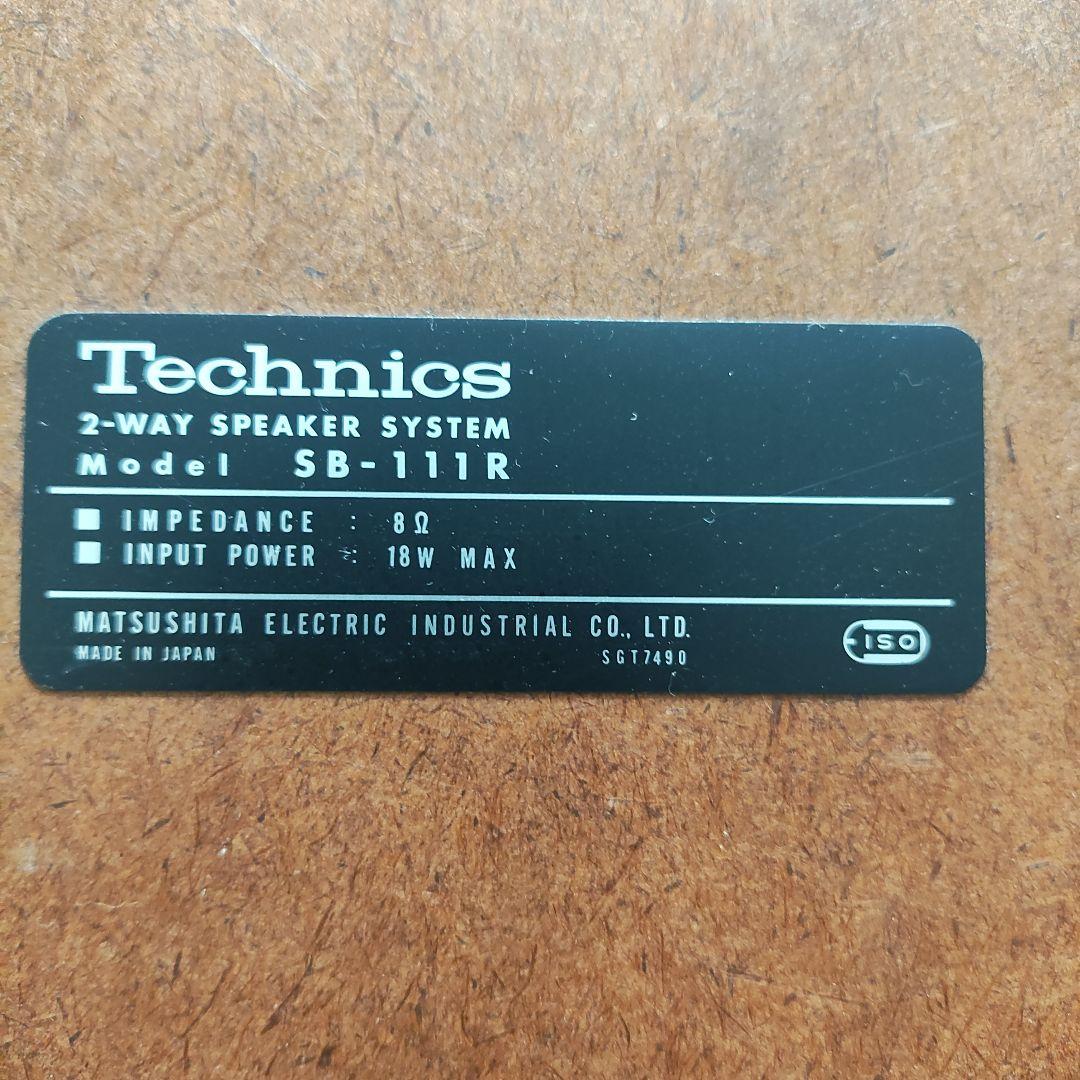 Technics
2-WAY SPEAKER SYSTEM
Model SB-111R
■ IMPEDANCE : 8Ω
■ INPUT POWER : 18W MAX
MATSUSHITA ELECTRIC INDUSTRIAL CO., LTD.
MADE IN JAPAN SGT7490
ISO